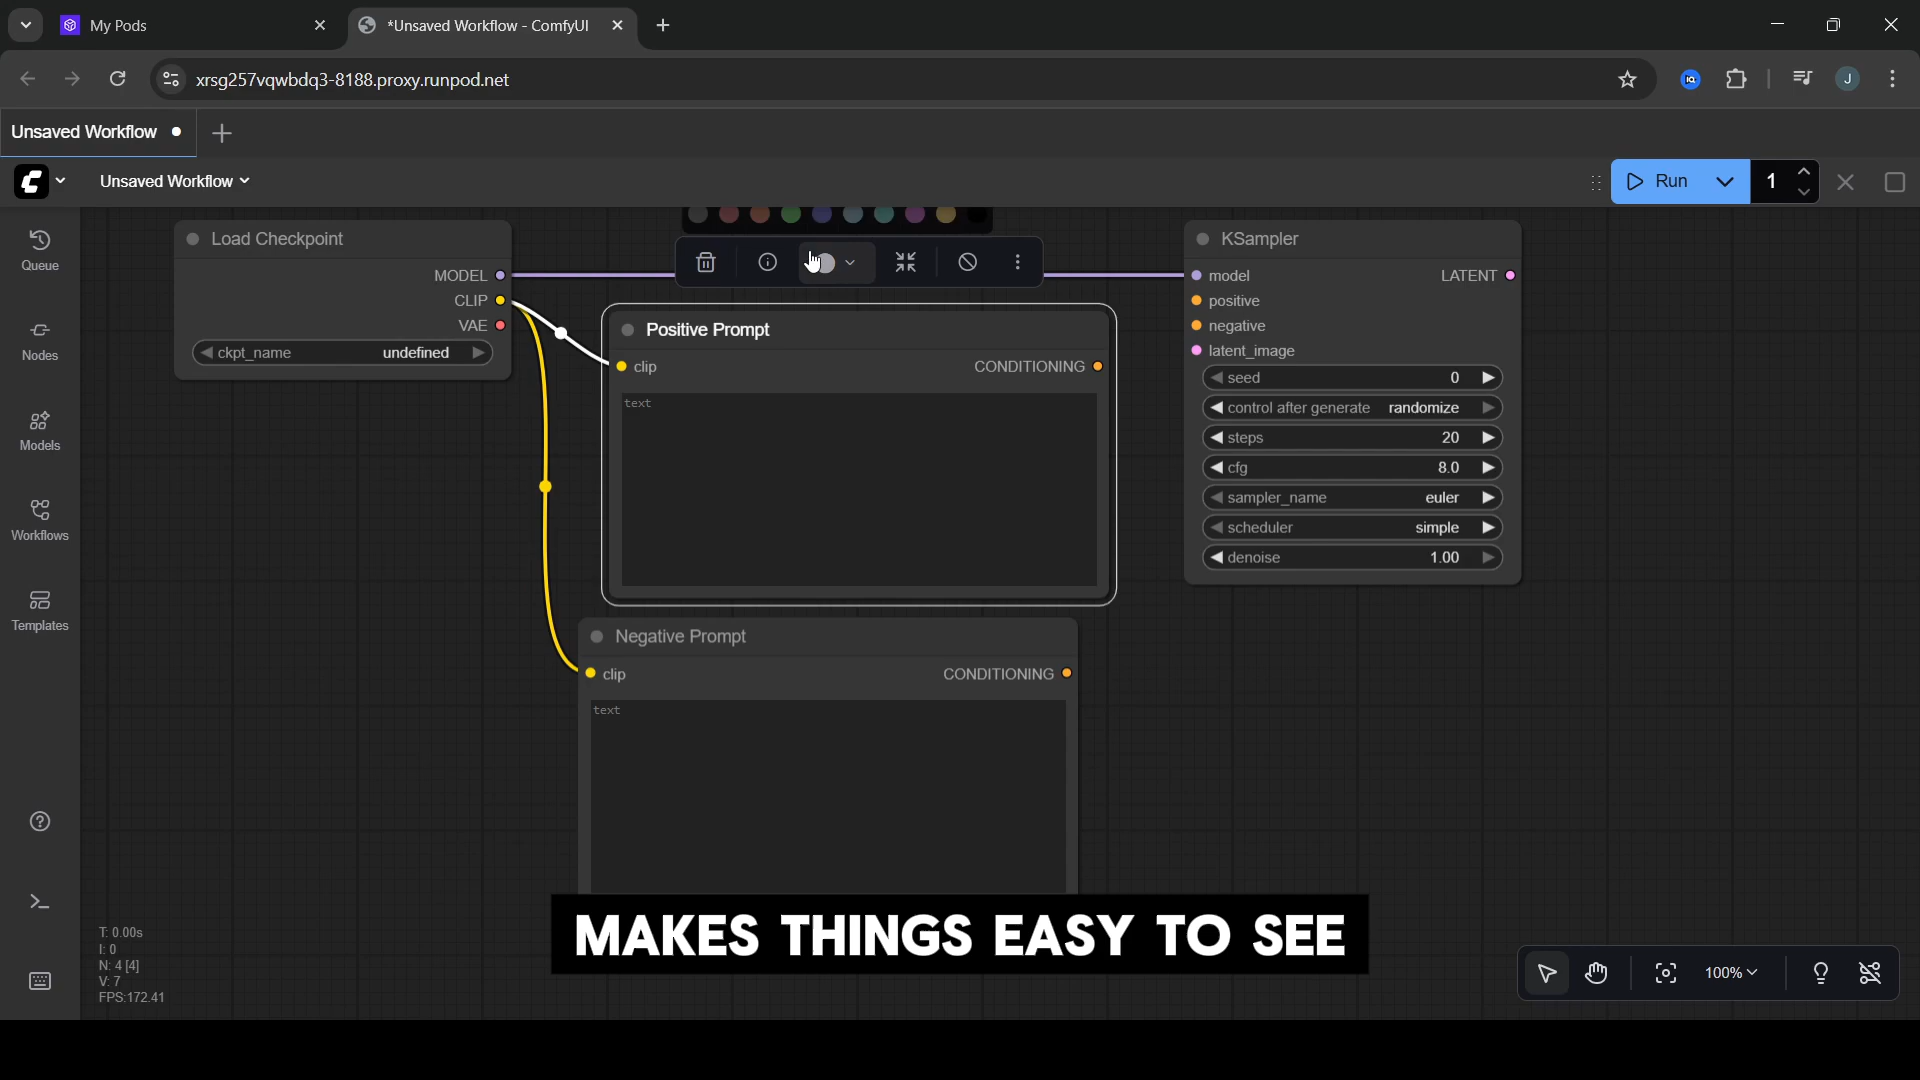 My Pods
*Unsaved Workflow - ComfyUI
xrsg257vqwbdq3-8188.proxy.runpod.net
J
Unsaved Workflow
Unsaved Workflow
Run
1
Queue
Nodes
Models
Workflows
Templates
Load Checkpoint
MODEL
CLIP
VAE
ckpt_name undefined
Positive Prompt
clip CONDITIONING
text
Negative Prompt
clip CONDITIONING
text
KSampler
model LATENT
positive
negative
latent_image
seed 0
control after generate randomize
steps 20
cfg 8.0
sampler_name euler
scheduler simple
denoise 1.00
MAKES THINGS EASY TO SEE
T: 0.00s
I: 0
N: 4 [4]
V: 7
FPS:172.41
100%